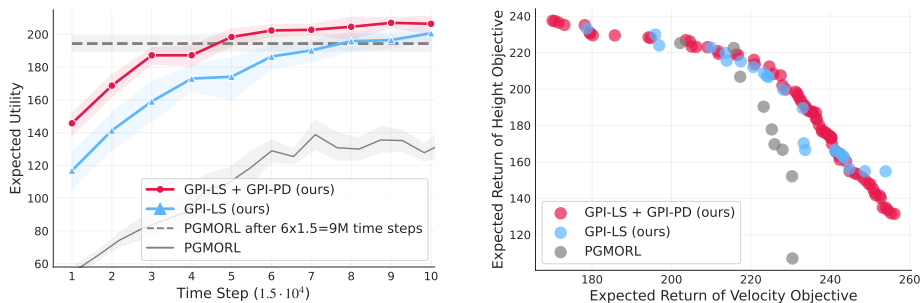 200
180
160
140
120
100
80
60
Expected Utility
GPI-LS + GPI-PD (ours)
GPI-LS (ours)
PGMORL after 6x1.5=9M time steps
PGMORL
1 2 3 4 5 6 7 8 9 10
Time Step (1.5 · 10⁴)
240
220
200
180
160
140
120
Expected Return of Height Objective
GPI-LS + GPI-PD (ours)
GPI-LS (ours)
PGMORL
180 200 220 240 260
Expected Return of Velocity Objective